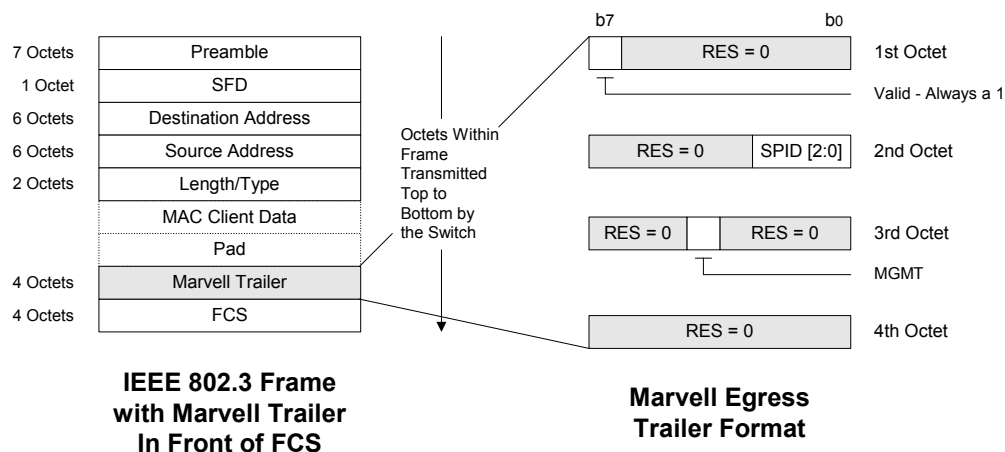 7 Octets
Preamble
1 Octet
SFD
6 Octets
Destination Address
6 Octets
Source Address
2 Octets
Length/Type
MAC Client Data
Pad
4 Octets
Marvell Trailer
4 Octets
FCS
IEEE 802.3 Frame
with Marvell Trailer
In Front of FCS
Octets Within
Frame
Transmitted
Top to
Bottom by
the Switch
b7
b0
RES = 0
1st Octet
Valid - Always a 1
RES = 0
SPID [2:0]
2nd Octet
RES = 0
RES = 0
3rd Octet
MGMT
RES = 0
4th Octet
Marvell Egress
Trailer Format